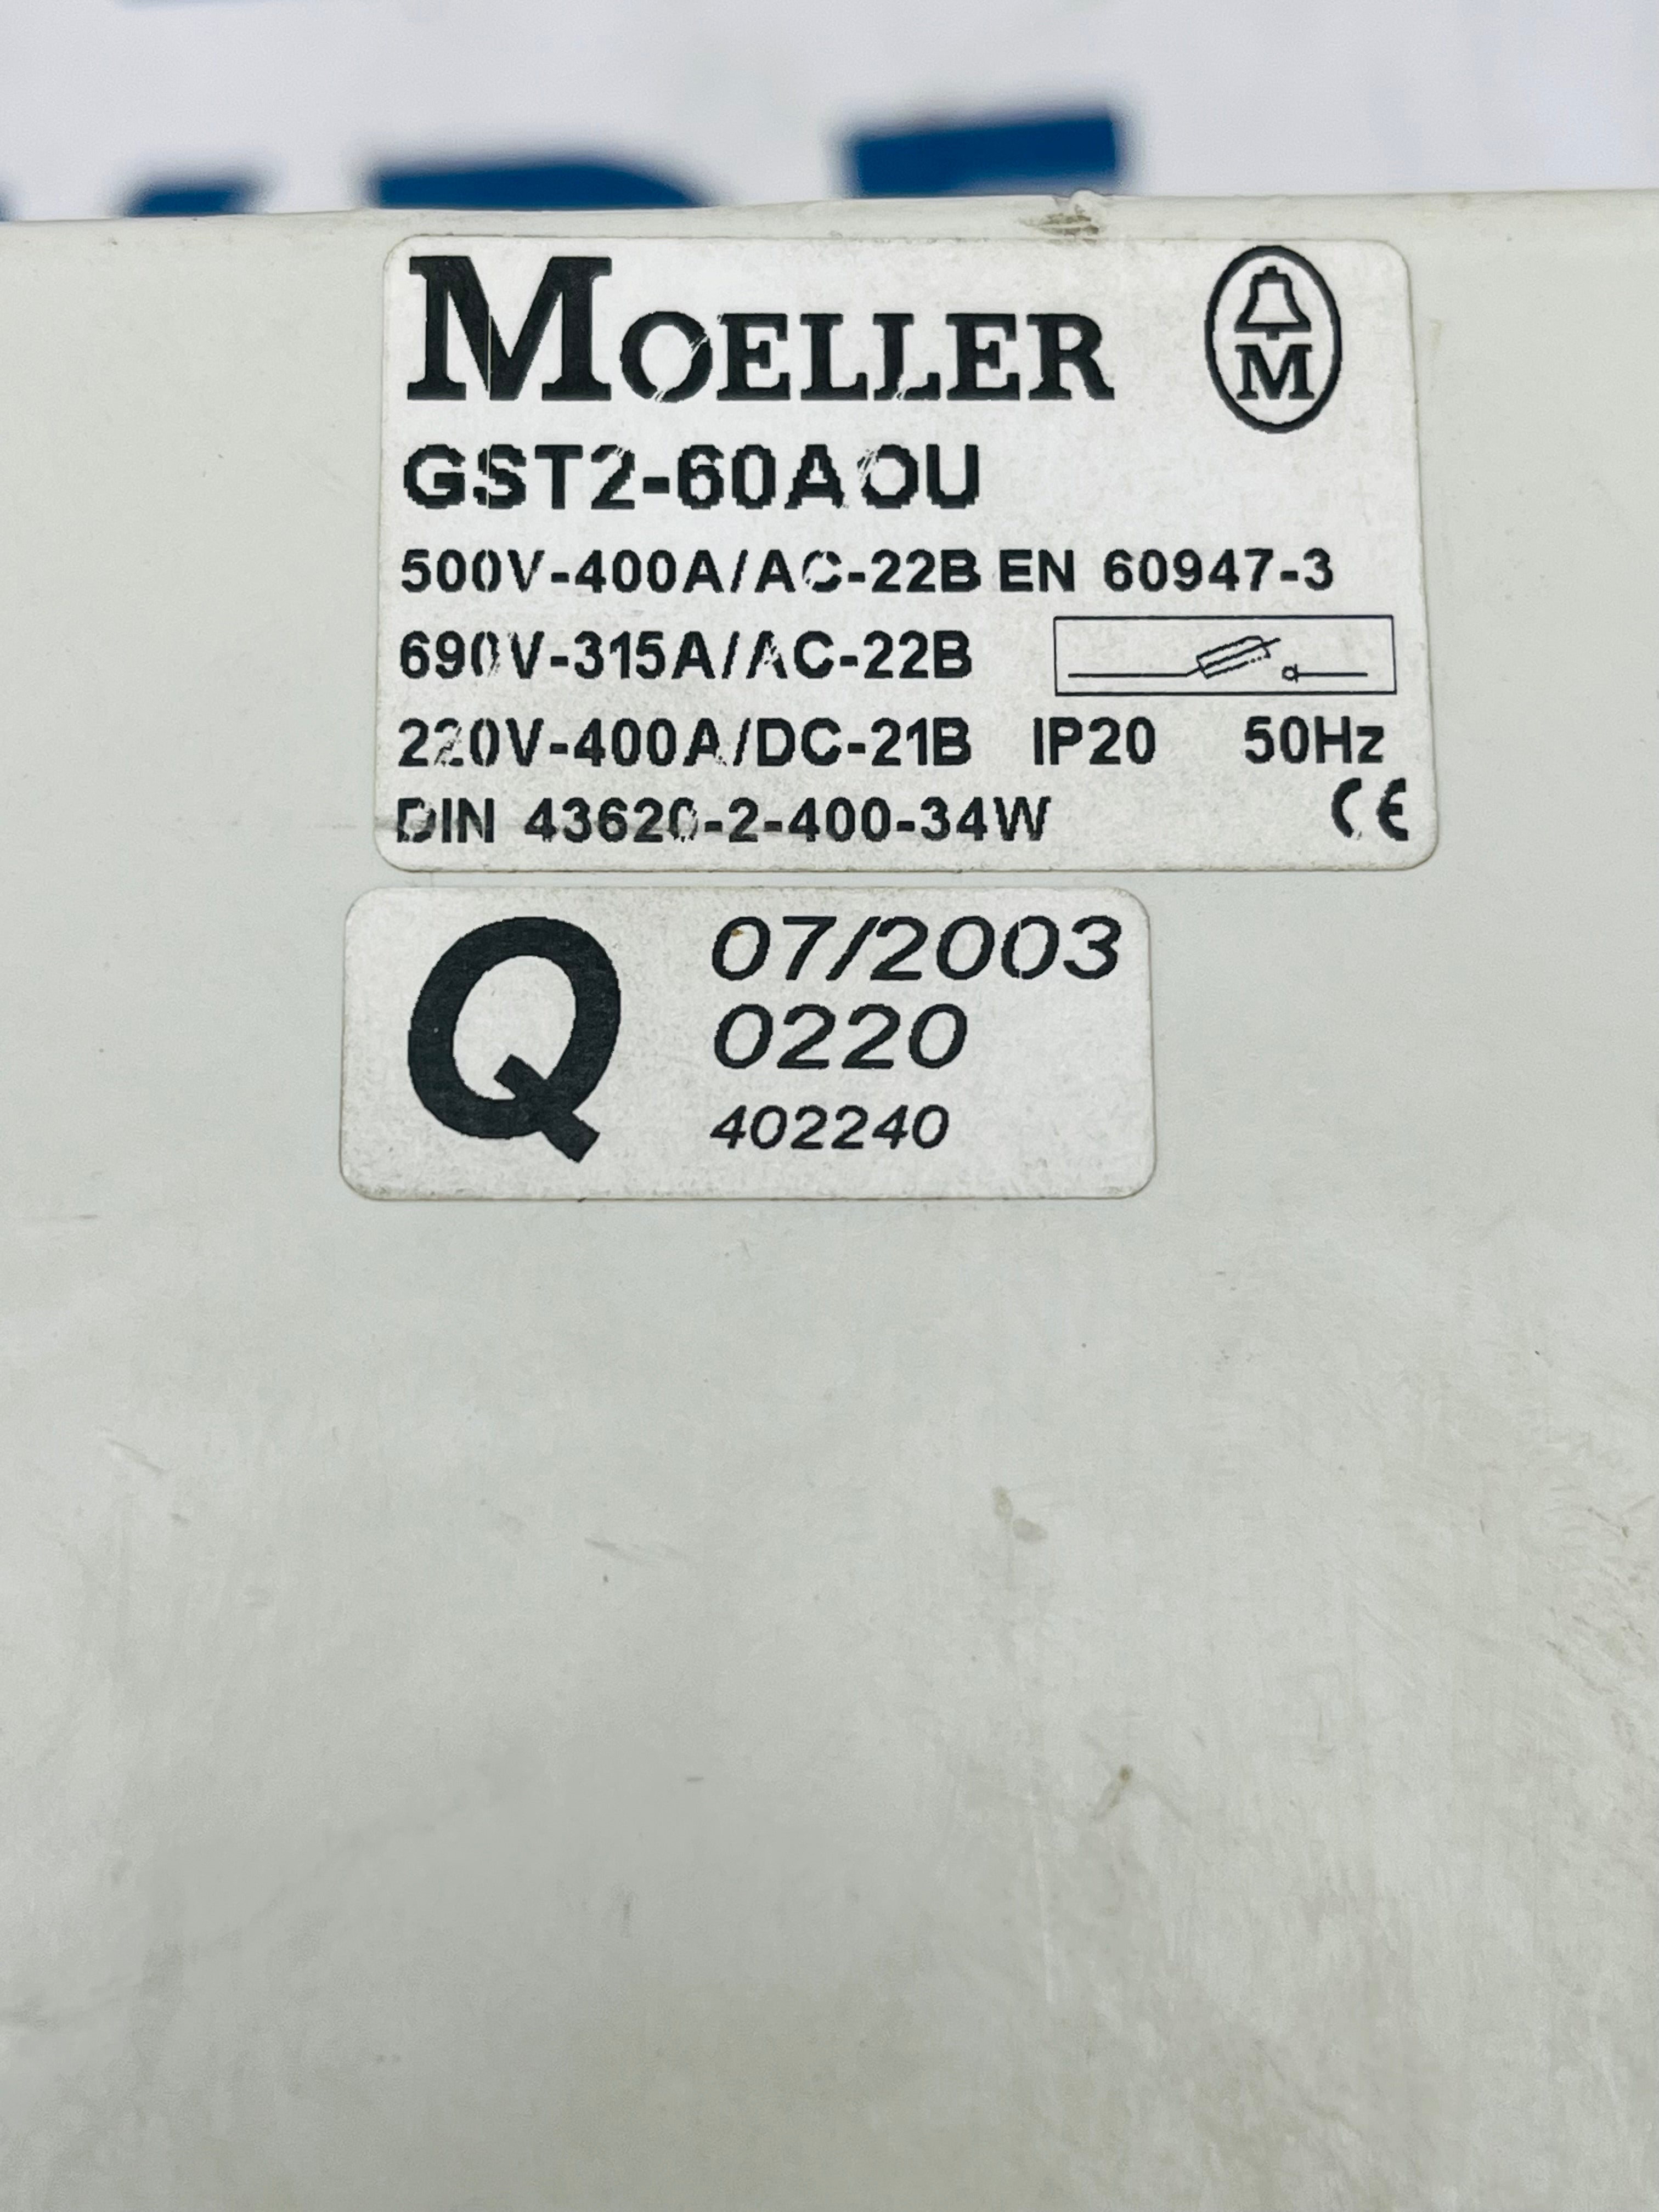 MOELLER
M
GST2-60AOU
500V-400A/AC-22B EN 60947-3
690V-315A/AC-22B
220V-400A/DC-21B IP20 50Hz
DIN 43620-2-400-34W CE
Q 07/2003
0220
402240